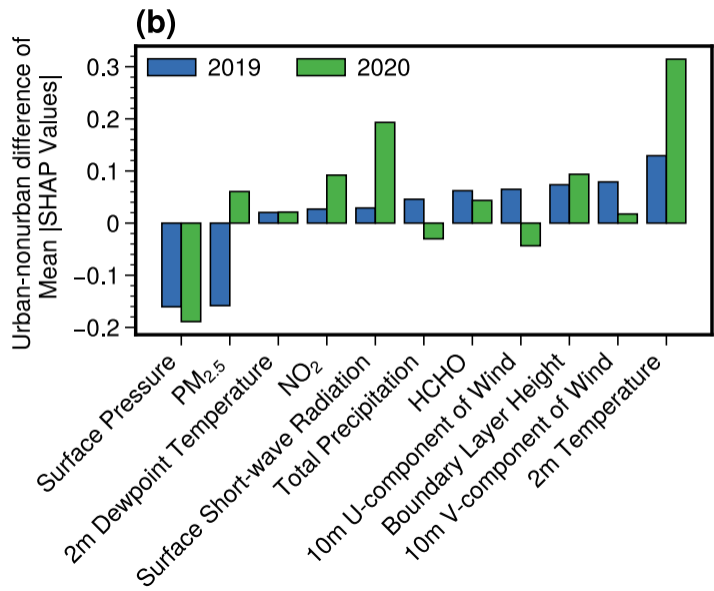 (b)
Urban-nonurban difference of
Mean |SHAP Values|
2019 2020
0.3
0.2
0.1
0
−0.1
−0.2
Surface Pressure
PM2.5
2m Dewpoint Temperature
NO2
Surface Short-wave Radiation
Total Precipitation
HCHO
10m U-component of Wind
Boundary Layer Height
10m V-component of Wind
2m Temperature